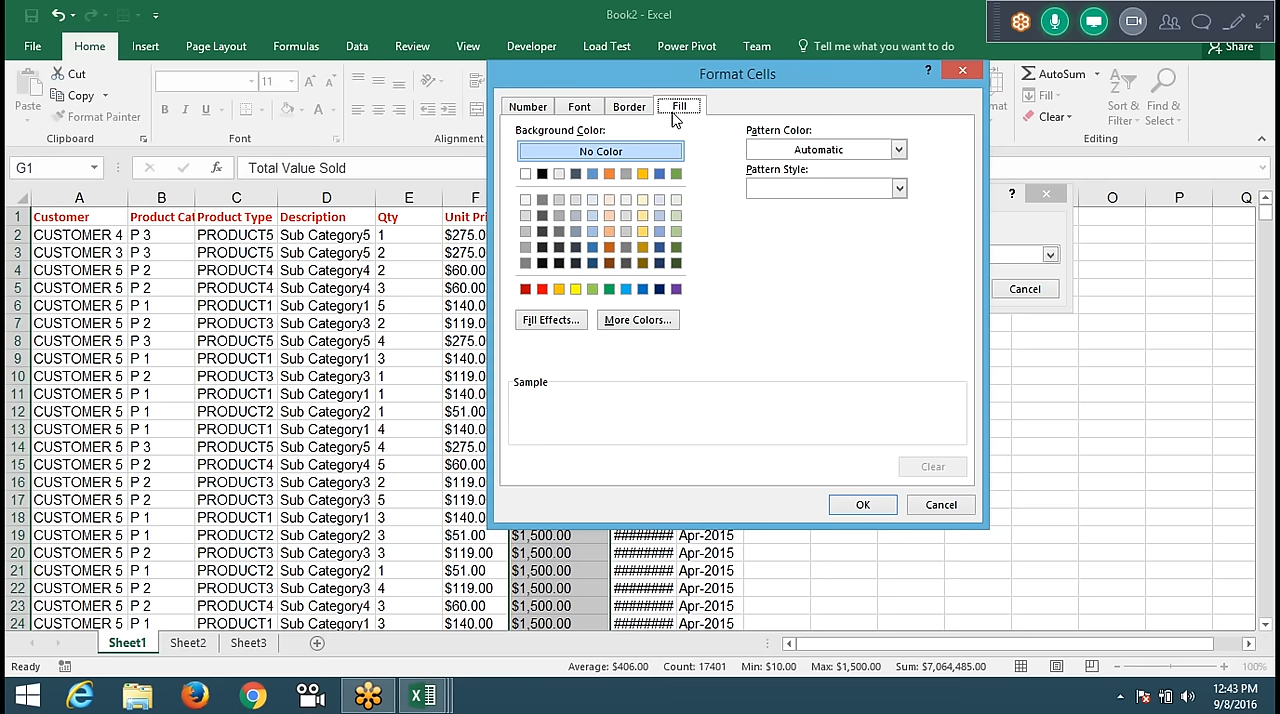 Book2 - Excel
File Home Insert Page Layout Formulas Data Review View Developer Load Test Power Pivot Team Tell me what you want to do Share
Paste Cut Copy Format Painter
11
B I U A
AutoSum Fill Clear Sort & Filter Find & Select
Clipboard Font Alignment Editing
G1 fx Total Value Sold
Format Cells ?
Number Font Border Fill
Background Color:
No Color
Fill Effects... More Colors...
Pattern Color:
Automatic
Pattern Style:
Sample
Clear
OK Cancel
?
Cancel
A B C D E F O P Q
1 Customer Product Cat Product Type Description Qty Unit Pri
2 CUSTOMER 4 P 3 PRODUCT5 Sub Category5 1 $275.0
3 CUSTOMER 3 P 3 PRODUCT5 Sub Category5 2 $275.0
4 CUSTOMER 5 P 2 PRODUCT4 Sub Category4 2 $60.00
5 CUSTOMER 5 P 2 PRODUCT4 Sub Category4 3 $60.00
6 CUSTOMER 5 P 1 PRODUCT1 Sub Category1 5 $140.0
7 CUSTOMER 5 P 2 PRODUCT3 Sub Category3 2 $119.0
8 CUSTOMER 5 P 3 PRODUCT5 Sub Category5 4 $275.0
9 CUSTOMER 5 P 1 PRODUCT1 Sub Category1 3 $140.0
10 CUSTOMER 5 P 2 PRODUCT3 Sub Category3 1 $119.0
11 CUSTOMER 5 P 1 PRODUCT1 Sub Category1 1 $140.0
12 CUSTOMER 5 P 1 PRODUCT2 Sub Category2 1 $51.00
13 CUSTOMER 5 P 1 PRODUCT1 Sub Category1 4 $140.0
14 CUSTOMER 5 P 3 PRODUCT5 Sub Category5 4 $275.0
15 CUSTOMER 5 P 2 PRODUCT4 Sub Category4 5 $60.00
16 CUSTOMER 5 P 2 PRODUCT3 Sub Category3 2 $119.0
17 CUSTOMER 5 P 2 PRODUCT3 Sub Category3 5 $119.0
18 CUSTOMER 5 P 1 PRODUCT1 Sub Category1 3 $140.0
19 CUSTOMER 5 P 1 PRODUCT2 Sub Category2 3 $51.00 $1,500.00 ######## Apr-2015
20 CUSTOMER 5 P 2 PRODUCT3 Sub Category3 3 $119.00 $1,500.00 ######## Apr-2015
21 CUSTOMER 5 P 1 PRODUCT2 Sub Category2 1 $51.00 $1,500.00 ######## Apr-2015
22 CUSTOMER 5 P 2 PRODUCT3 Sub Category3 4 $119.00 $1,500.00 ######## Apr-2015
23 CUSTOMER 5 P 2 PRODUCT4 Sub Category4 3 $60.00 $1,500.00 ######## Apr-2015
24 CUSTOMER 5 P 1 PRODUCT1 Sub Category1 3 $140.00 $1,500.00 ######## Apr-2015
Sheet1 Sheet2 Sheet3
Ready Average: $406.00 Count: 17401 Min: $10.00 Max: $1,500.00 Sum: $7,064,485.00 100%
12:43 PM
9/8/2016